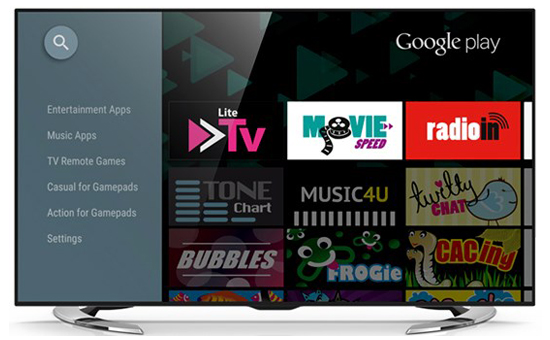 Google play
Entertainment Apps
Music Apps
TV Remote Games
Casual for Gamepads
Action for Gamepads
Settings
Lite
Tv
MOVIE
SPEED
radioin
TONE
Chart
MUSIC4U
twitty
CHAT
BUBBLES
FROGie
CACing